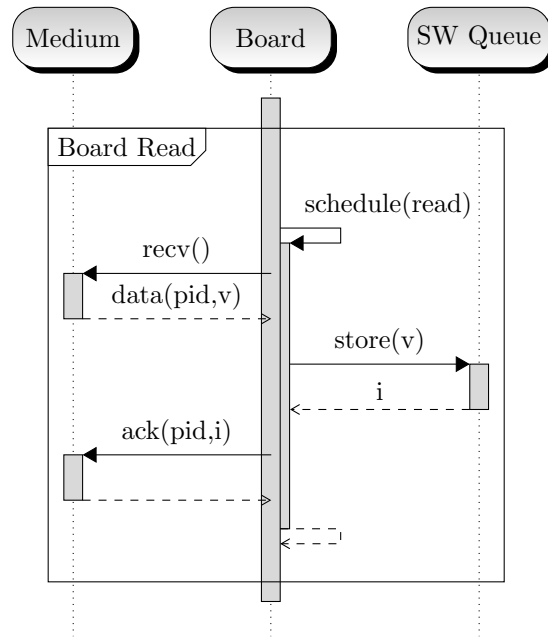 Medium
Board
SW Queue
Board Read
schedule(read)
recv()
data(pid,v)
store(v)
i
ack(pid,i)